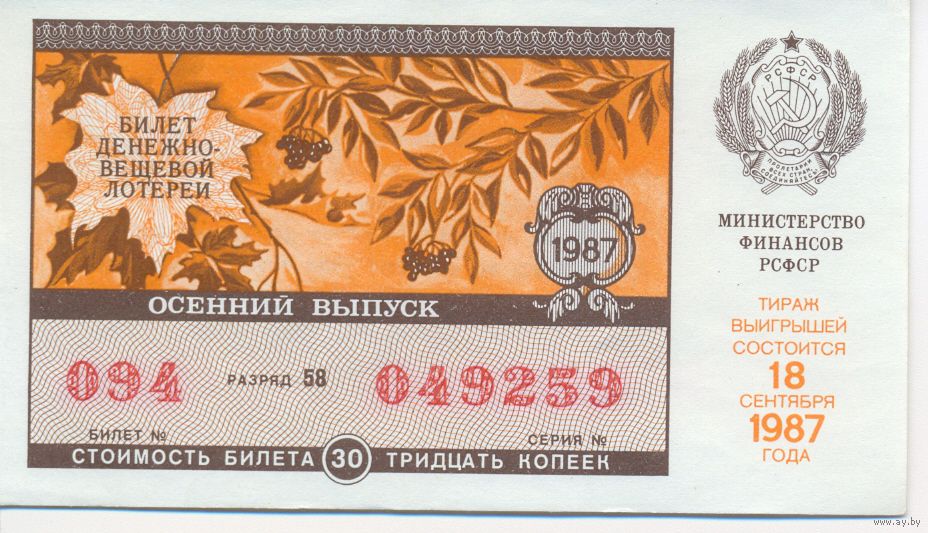 БИЛЕТ
ДЕНЕЖНО-
ВЕЩЕВОЙ
ЛОТЕРЕИ
1987
ОСЕННИЙ ВЫПУСК
094 РАЗРЯД 58 049259
БИЛЕТ № СЕРИЯ №
СТОИМОСТЬ БИЛЕТА 30 ТРИДЦАТЬ КОПЕЕК
РСФСР
ПРОЛЕТАРИИ
ВСЕХ СТРАН,
СОЕДИНЯЙТЕСЬ!
МИНИСТЕРСТВО
ФИНАНСОВ
РСФСР
ТИРАЖ
ВЫИГРЫШЕЙ
СОСТОИТСЯ
18
СЕНТЯБРЯ
1987
ГОДА
www.ay.by